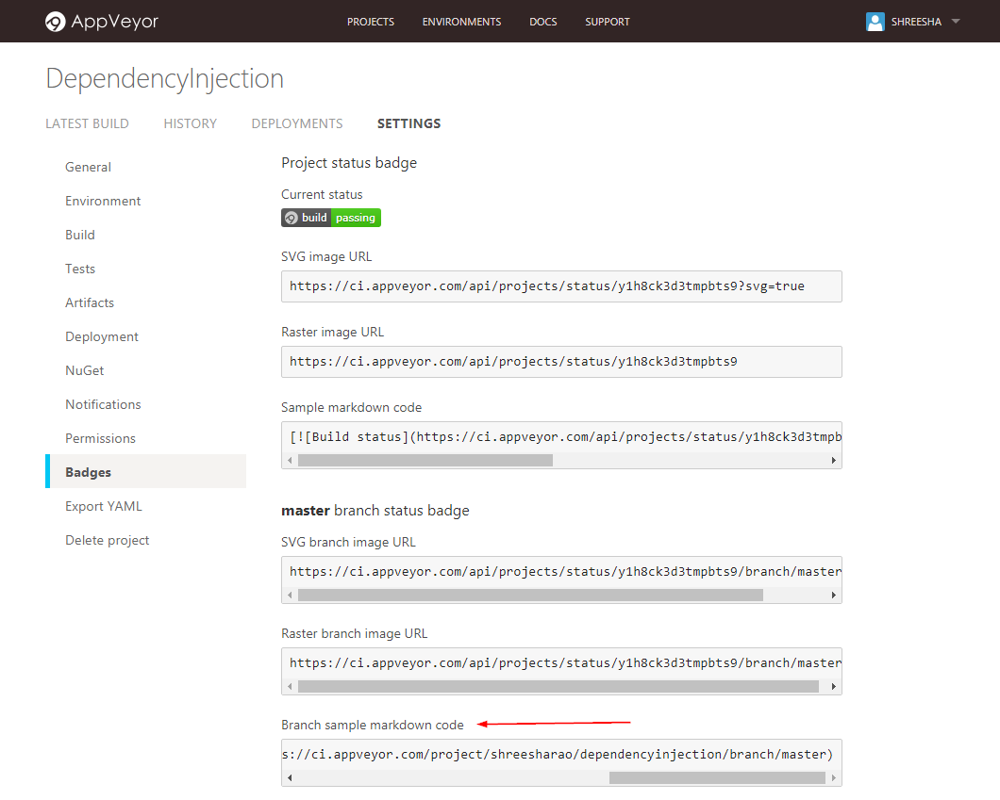 AppVeyor
PROJECTS ENVIRONMENTS DOCS SUPPORT
SHREESHA
DependencyInjection
LATEST BUILD HISTORY DEPLOYMENTS SETTINGS
General
Environment
Build
Tests
Artifacts
Deployment
NuGet
Notifications
Permissions
Badges
Export YAML
Delete project
Project status badge
Current status
build passing
SVG image URL
https://ci.appveyor.com/api/projects/status/y1h8ck3d3tmpbts9?svg=true
Raster image URL
https://ci.appveyor.com/api/projects/status/y1h8ck3d3tmpbts9
Sample markdown code
[![Build status](https://ci.appveyor.com/api/projects/status/y1h8ck3d3tmpb
master branch status badge
SVG branch image URL
https://ci.appveyor.com/api/projects/status/y1h8ck3d3tmpbts9/branch/master
Raster branch image URL
https://ci.appveyor.com/api/projects/status/y1h8ck3d3tmpbts9/branch/master
Branch sample markdown code
s://ci.appveyor.com/project/shreesharao/dependencyinjection/branch/master)